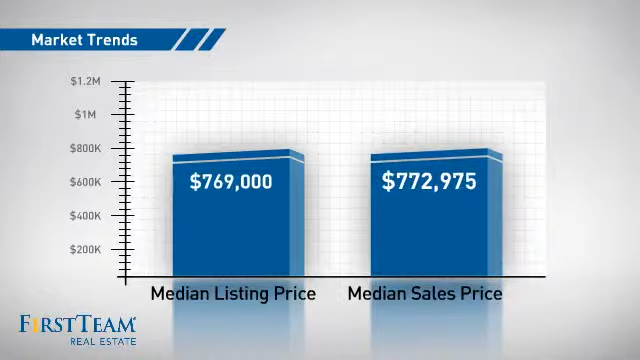 Market Trends
$1.2M
$1M
$800K
$600K
$400K
$200K
$769,000
$772,975
Median Listing Price
Median Sales Price
FIRSTTEAM®
REAL ESTATE